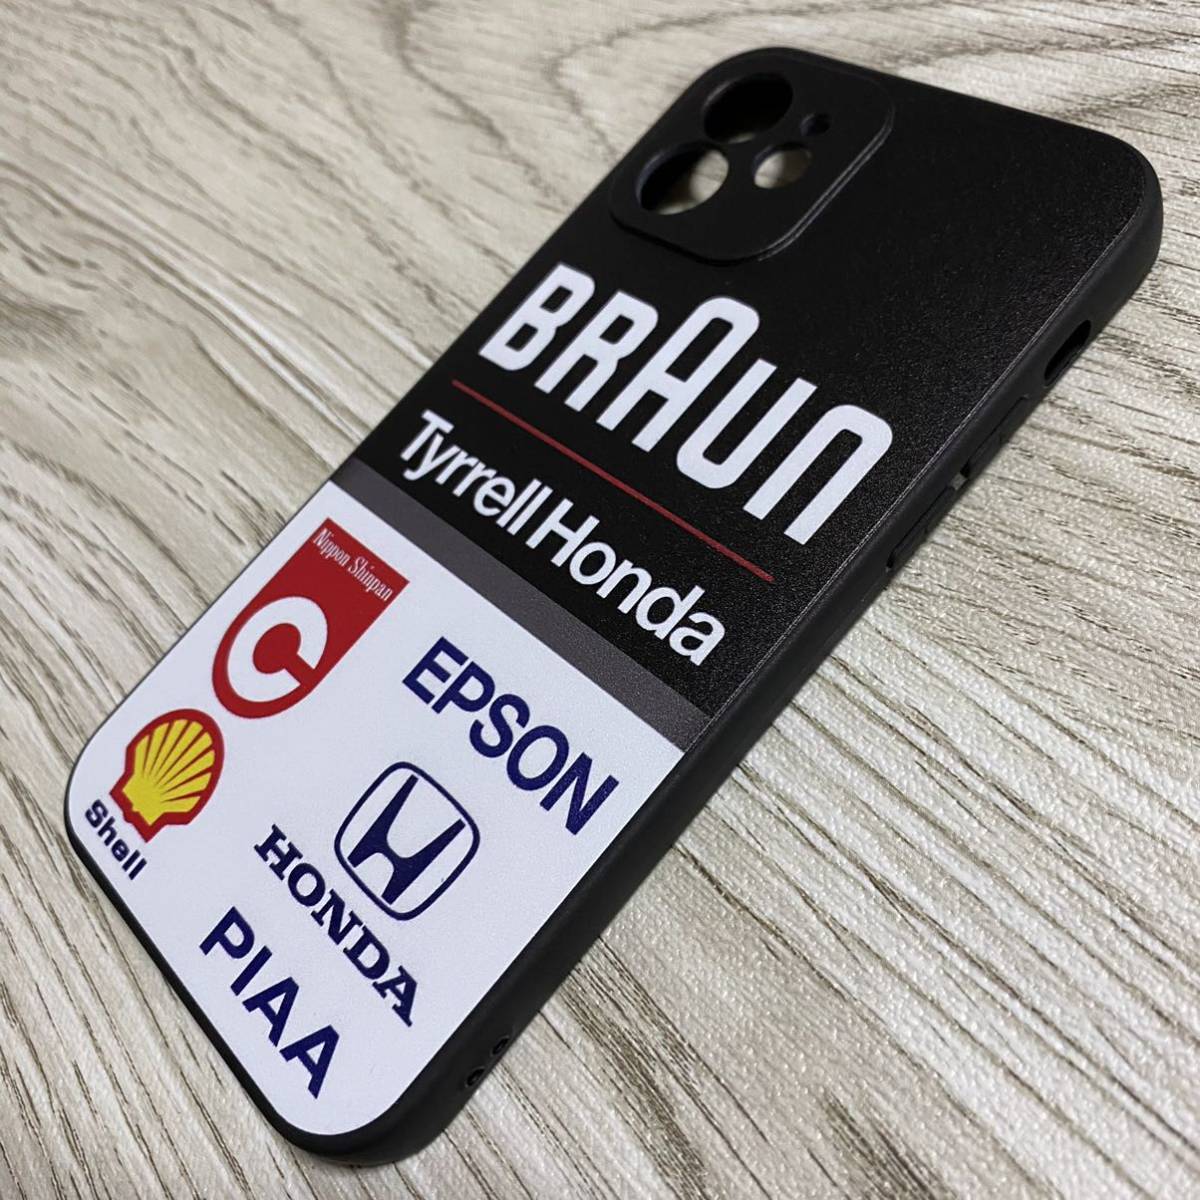 BRAUN
Tyrrell Honda
Nippon Shinpan
C
EPSON
Shell
HONDA
PIAA